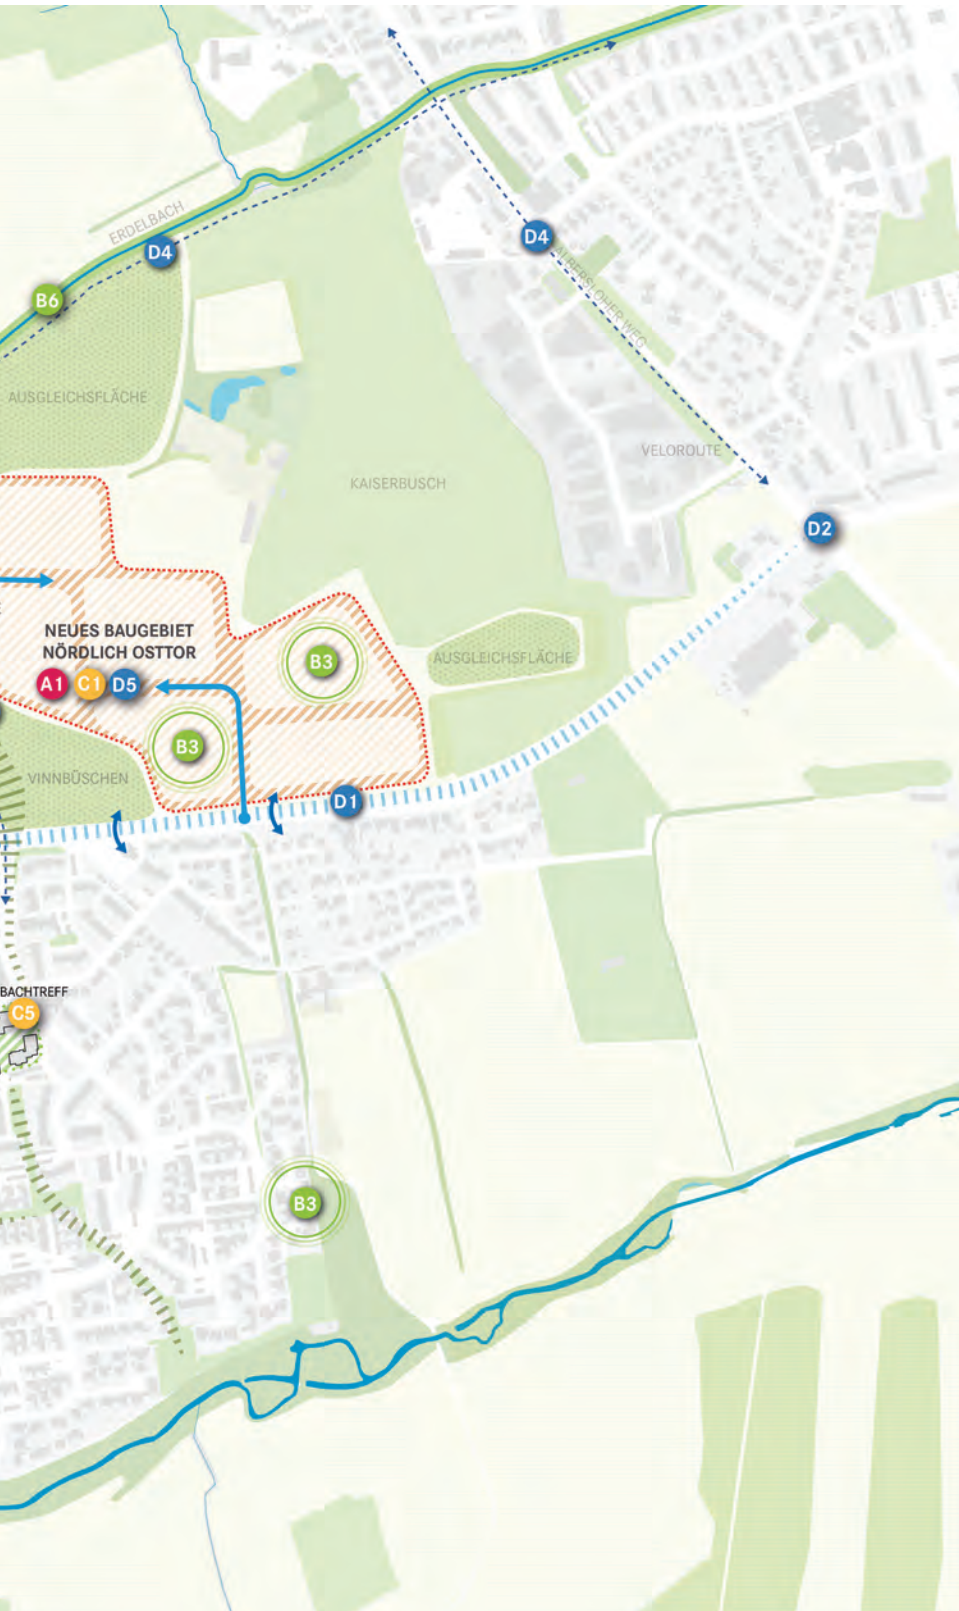 ERDELBACH
D4
D4
ALBERSLOHER WEG
B6
AUSGLEICHSFLÄCHE
VELOROUTE
KAISERBUSCH
D2
NEUES BAUGEBIET
NÖRDLICH OSTTOR
A1 C1 D5
B3
AUSGLEICHSFLÄCHE
B3
VINNBÜSCHEN
D1
BACHTREFF
C5
B3